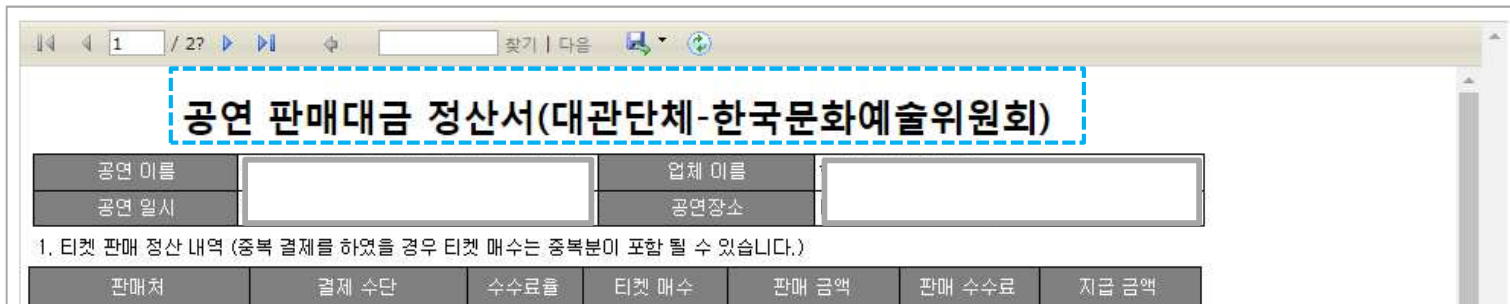 1 / 2? 찾기 | 다음
공연 판매대금 정산서(대관단체-한국문화예술위원회)
공연 이름 업체 이름
공연 일시 공연장소
1. 티켓 판매 정산 내역 (중복 결제를 하였을 경우 티켓 매수는 중복분이 포함 될 수 있습니다.)
판매처 결제 수단 수수료율 티켓 매수 판매 금액 판매 수수료 지급 금액